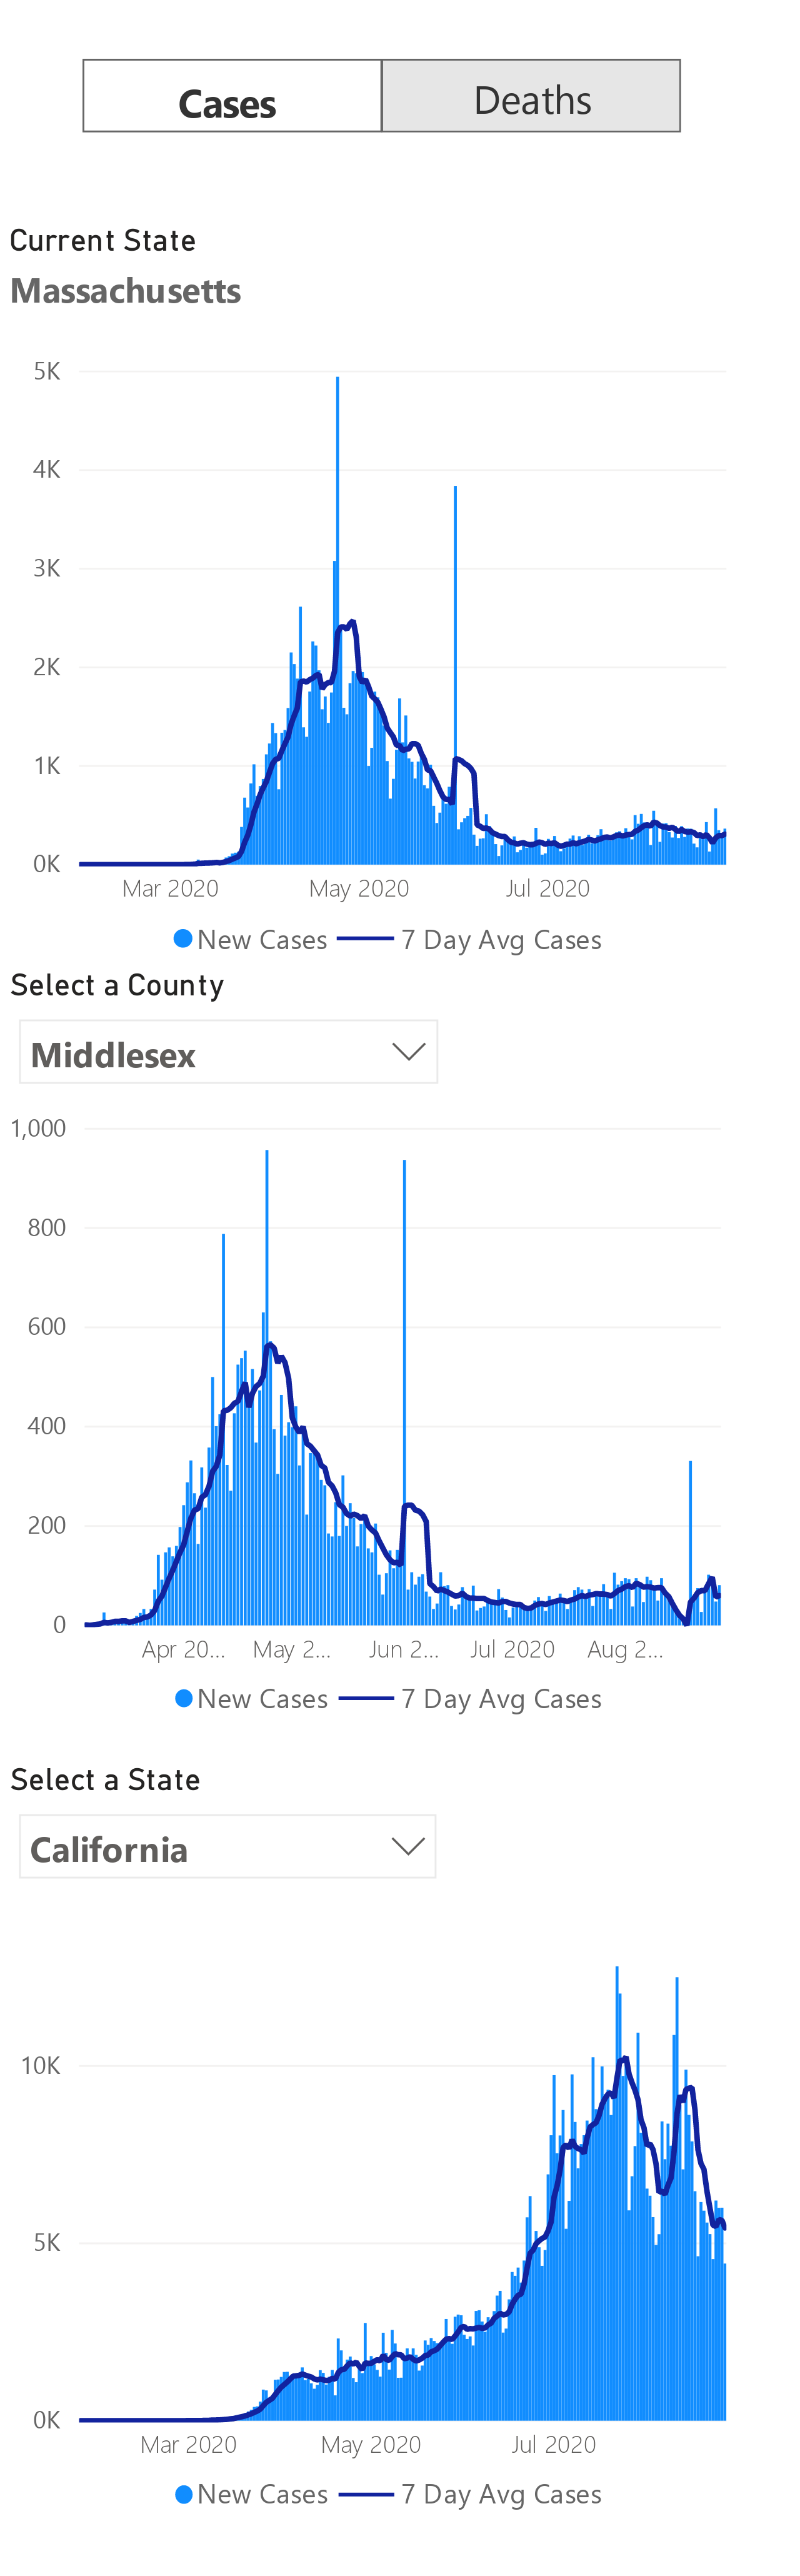 Cases Deaths
Current State
Massachusetts
5K
4K
3K
2K
1K
0K
Mar 2020 May 2020 Jul 2020
New Cases 7 Day Avg Cases
Select a County
Middlesex
1,000
800
600
400
200
0
Apr 20... May 2... Jun 2... Jul 2020 Aug 2...
New Cases 7 Day Avg Cases
Select a State
California
10K
5K
0K
Mar 2020 May 2020 Jul 2020
New Cases 7 Day Avg Cases